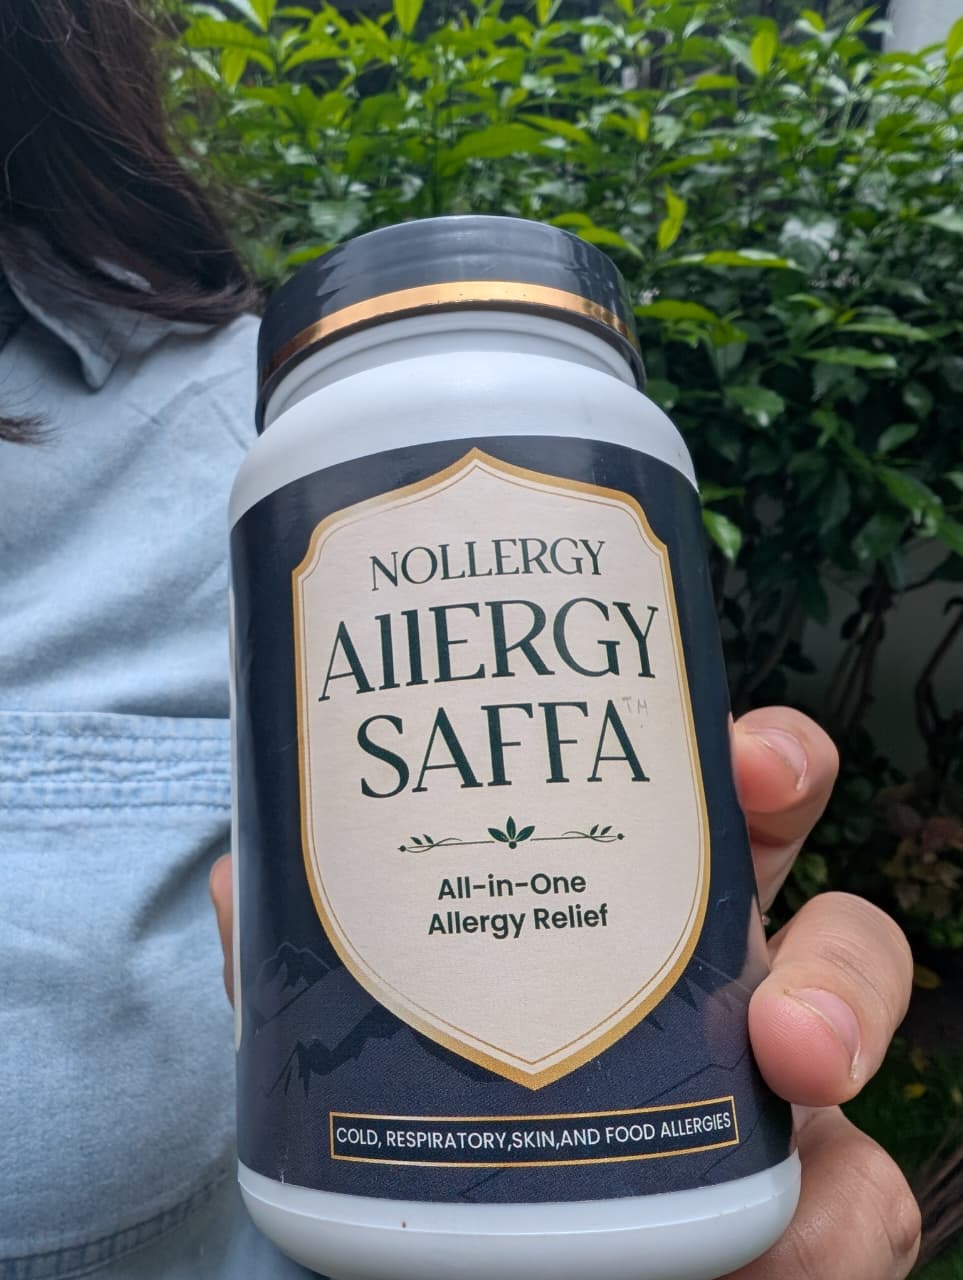 NOLLERGY
AllERGY
SAFFA™
All-in-One
Allergy Relief
COLD, RESPIRATORY,SKIN,AND FOOD ALLERGIES